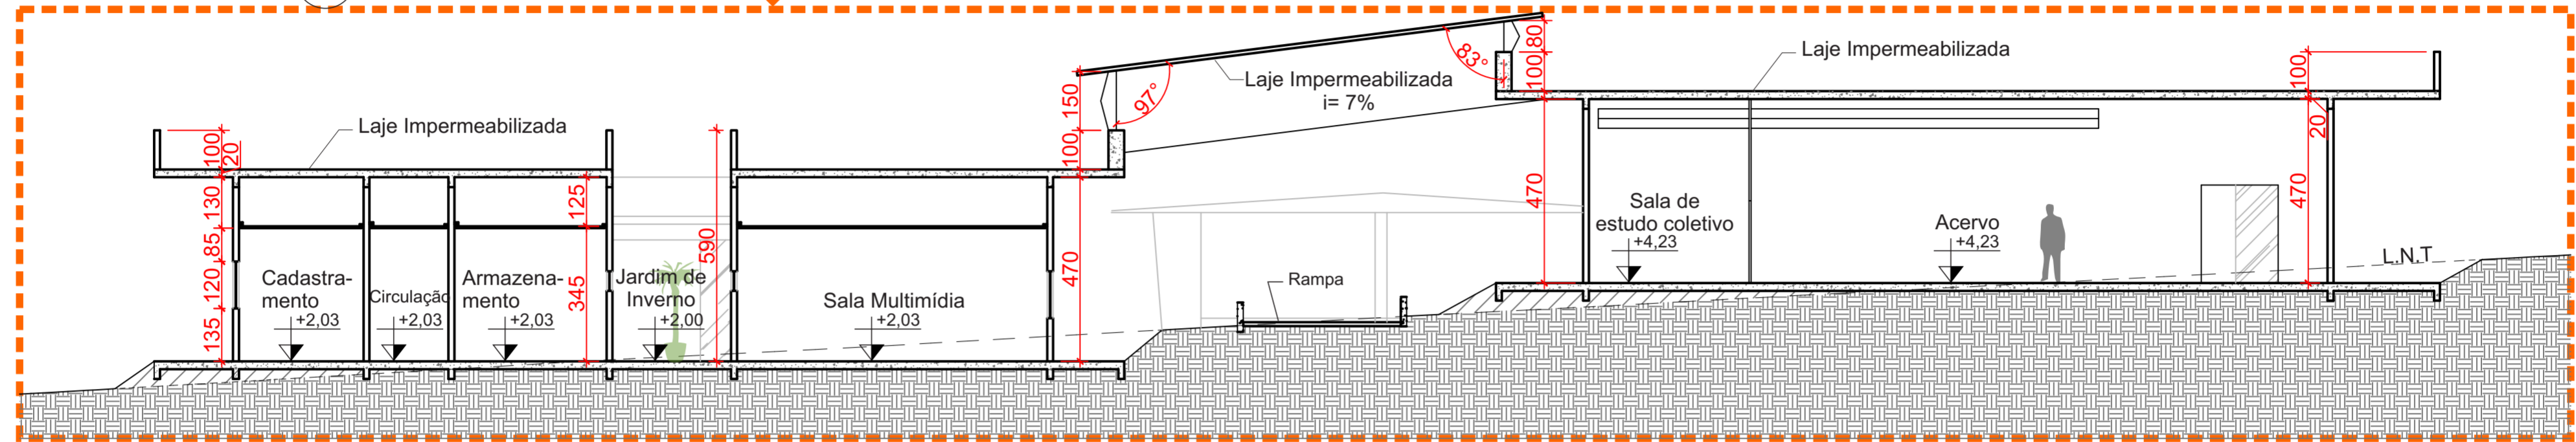 Laje Impermeabilizada
100
20
130
85
120
135
Cadastra-
mento
+2,03
Circulação
+2,03
Armazena-
mento
+2,03
125
345
Jardim de
Inverno
+2,00
590
Sala Multimídia
+2,03
150
100
470
97°
Laje Impermeabilizada
i= 7%
83°
80
100
470
Rampa
Laje Impermeabilizada
Sala de
estudo coletivo
+4,23
Acervo
+4,23
100
20
470
L.N.T